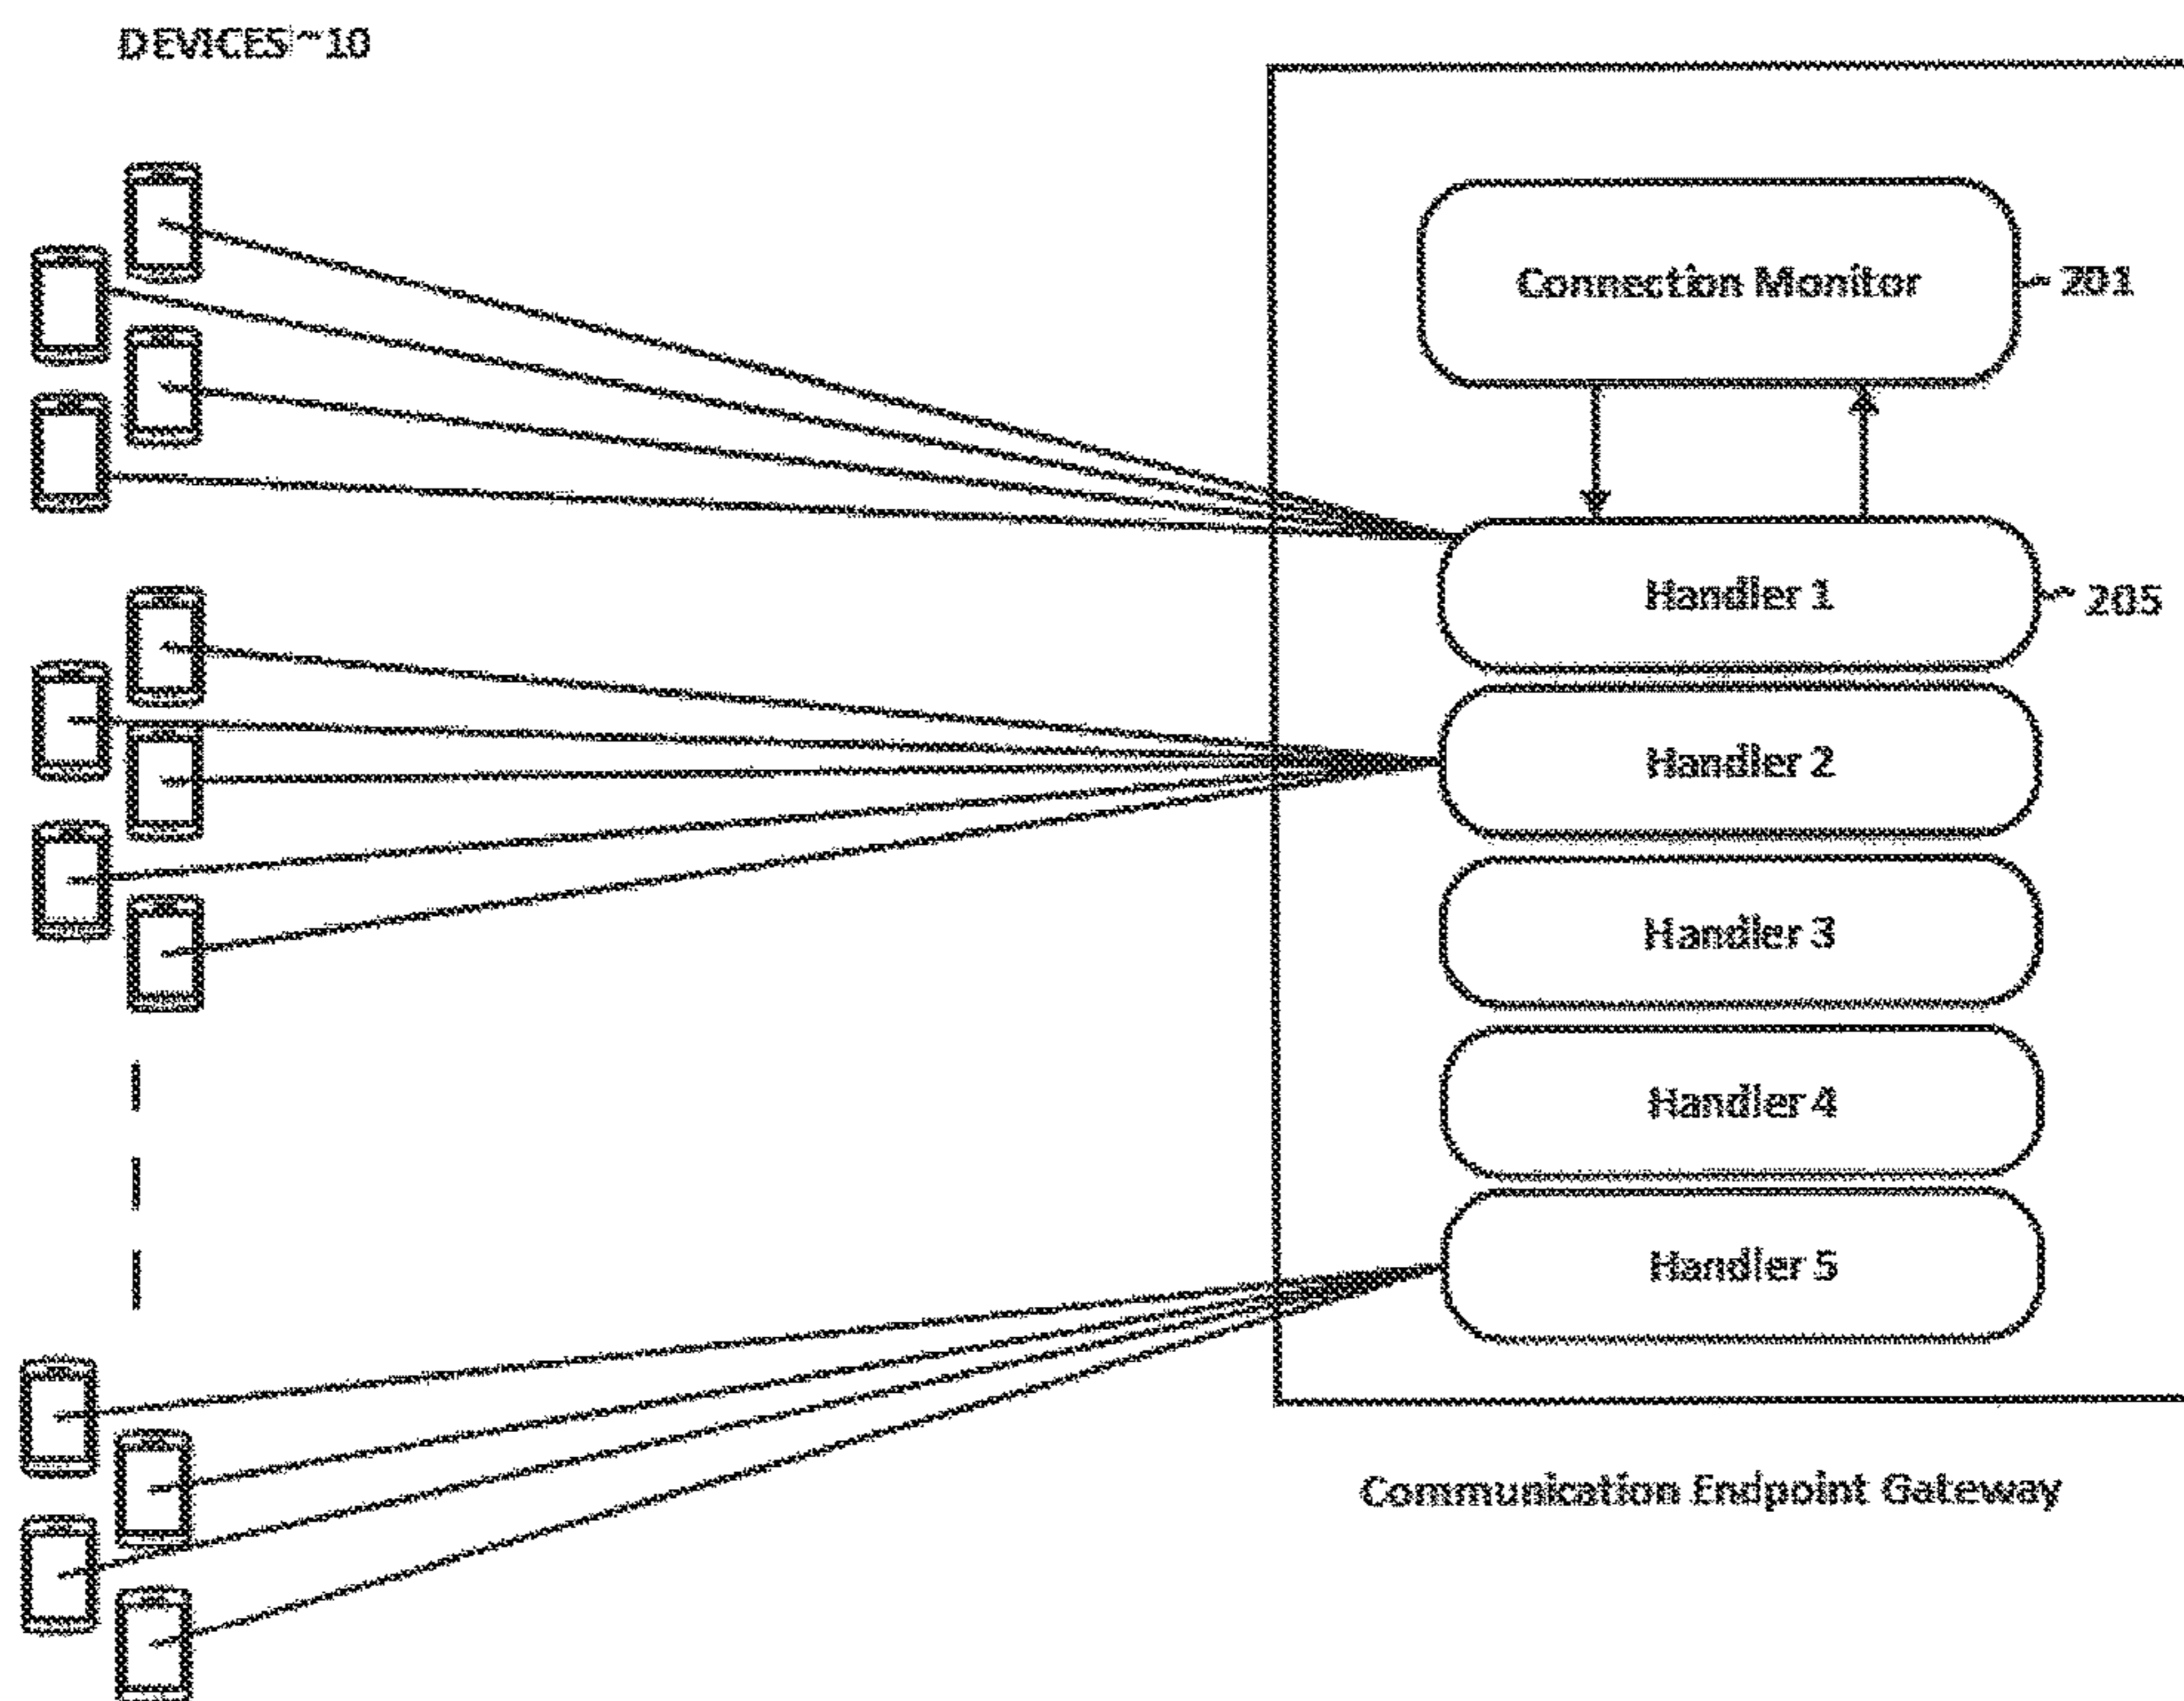 DEVICES ~10
Connection Monitor
~ 201
Handler 1
~ 205
Handler 2
Handler 3
Handler 4
Handler 5
Communication Endpoint Gateway